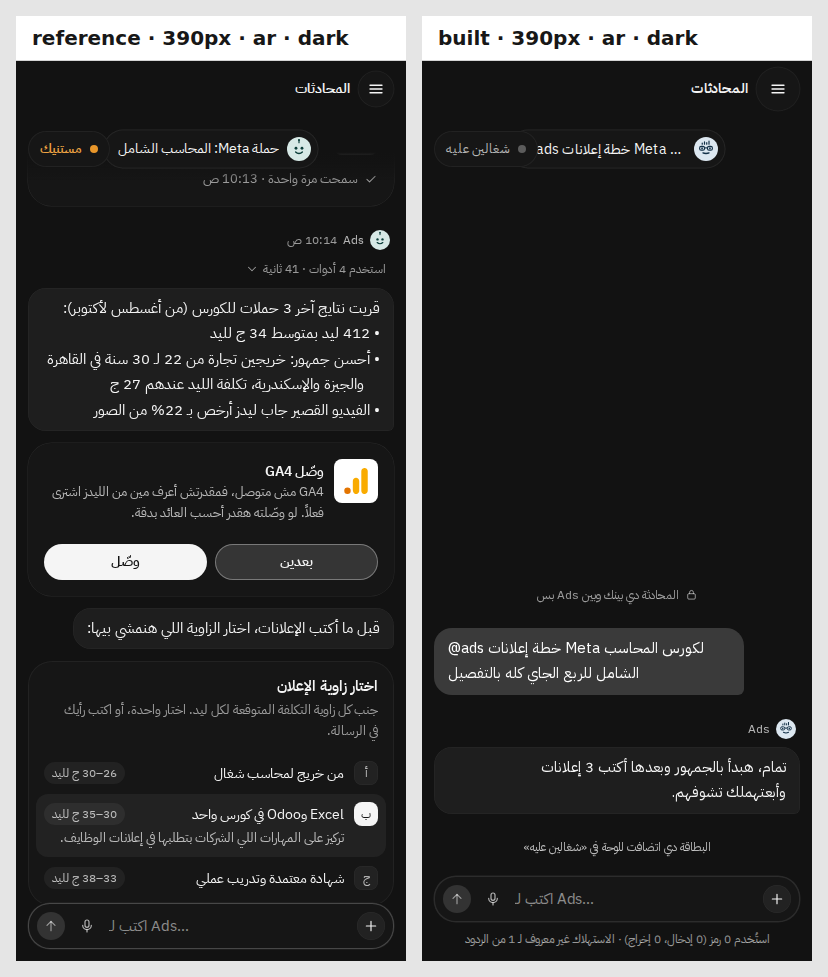 reference · 390px · ar · dark
المحادثات
حملة Meta: المحاسب الشامل
مستنيك
سمحت مرة واحدة · 10:13 ص
Ads 10:14 ص
استخدم 4 أدوات · 41 ثانية
قريت نتايج آخر 3 حملات للكورس (من أغسطس لأكتوبر):
• 412 ليد بمتوسط 34 ج لليد
• أحسن جمهور: خريجين تجارة من 22 لـ 30 سنة في القاهرة
والجيزة والإسكندرية، تكلفة الليد عندهم 27 ج
• الفيديو القصير جاب ليدز أرخص بـ 22% من الصور
وصّل GA4
GA4 مش متوصل، فمقدرتش أعرف مين من الليدز اشترى
فعلاً. لو وصّلته هقدر أحسب العائد بدقة.
بعدين
وصّل
قبل ما أكتب الإعلانات، اختار الزاوية اللي هنمشي بيها:
اختار زاوية الإعلان
جنب كل زاوية التكلفة المتوقعة لكل ليد. اختار واحدة، أو اكتب رأيك
في الرسالة.
أ من خريج لمحاسب شغال 26–30 ج لليد
ب Excel وOdoo في كورس واحد 30–35 ج لليد
تركيز على المهارات اللي الشركات بتطلبها في إعلانات الوظايف.
ج شهادة معتمدة وتدريب عملي 33–38 ج لليد
اكتب لـ Ads...
built · 390px · ar · dark
المحادثات
ads خطة إعلانات Meta ...
شغالين عليه
المحادثة دي بينك وبين Ads بس
@ads خطة إعلانات Meta لكورس المحاسب
الشامل للربع الجاي كله بالتفصيل
Ads
تمام، هبدأ بالجمهور وبعدها أكتب 3 إعلانات
وأبعتهملك تشوفهم.
البطاقة دي اتضافت للوحة في «شغالين عليه»
اكتب لـ Ads...
استُخدم 0 رمز (0 إدخال، 0 إخراج) · الاستهلاك غير معروف لـ 1 من الردود